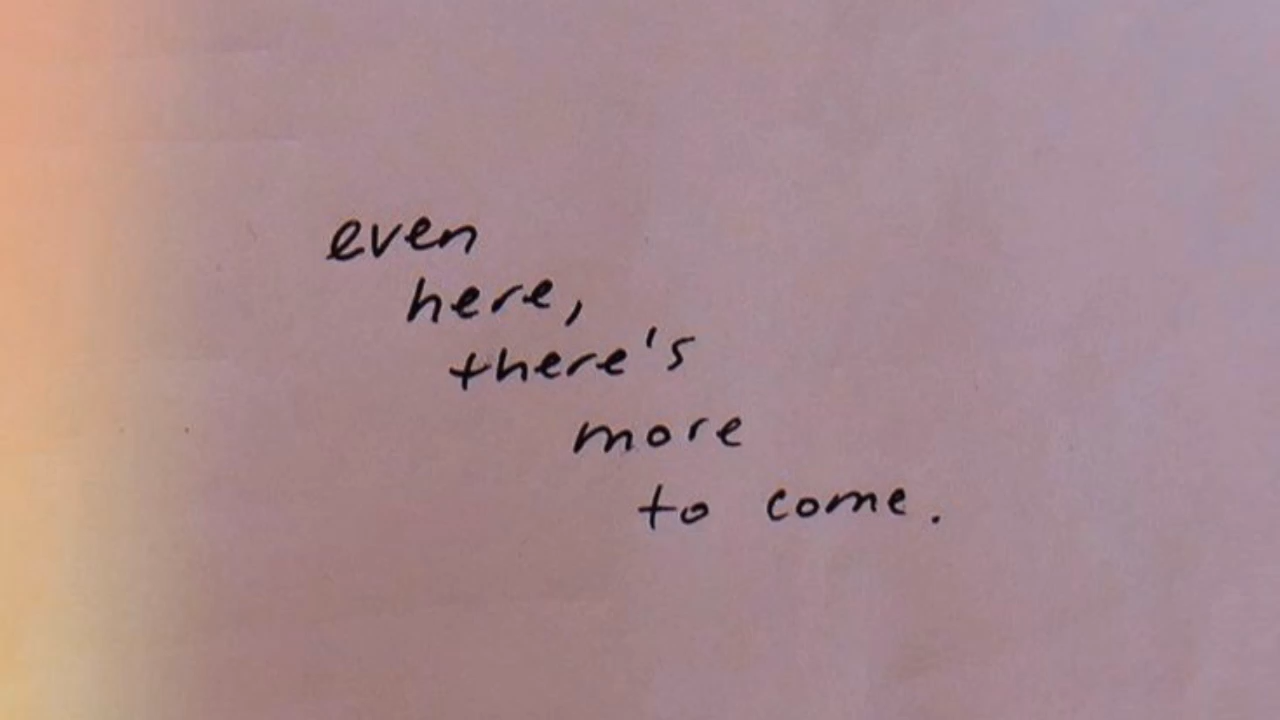 even
here,
there's
more
to come.